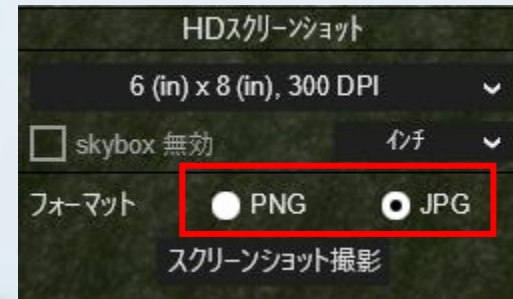 HDスクリーンショット
6 (in) x 8 (in), 300 DPI
skybox 無効 インチ
フォーマット PNG JPG
スクリーンショット撮影